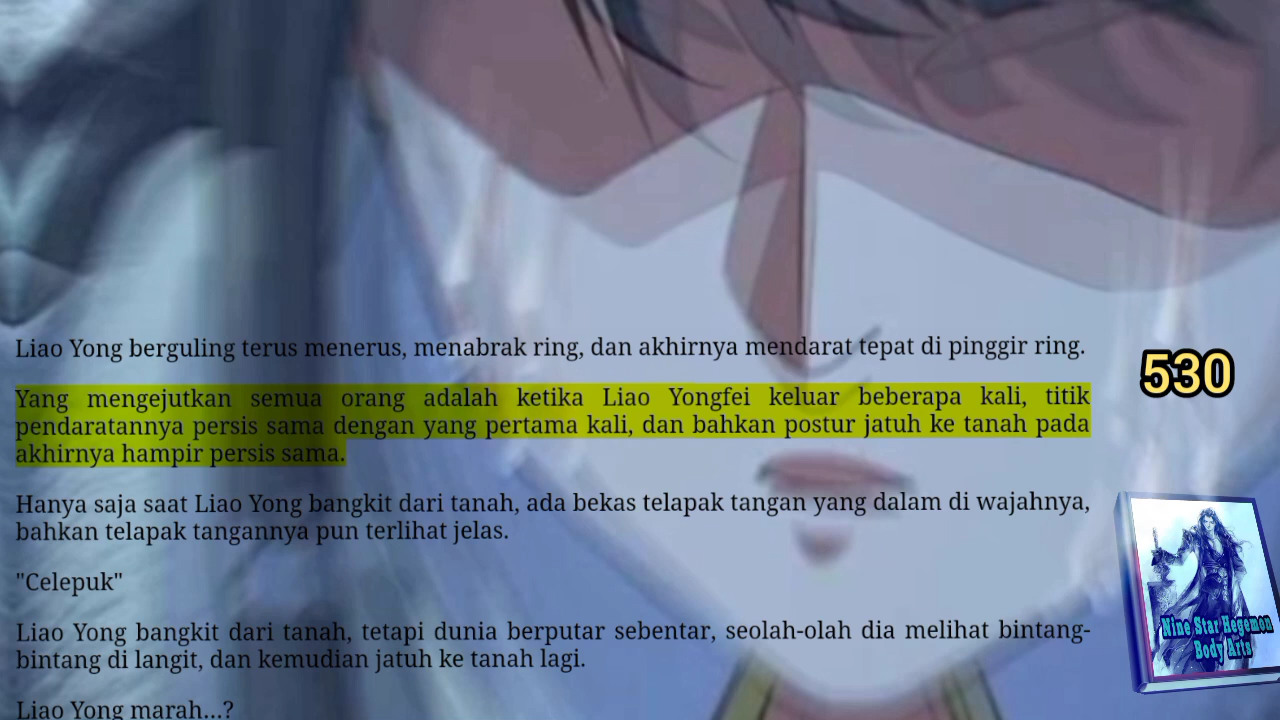 Liao Yong berguling terus menerus, menabrak ring, dan akhirnya mendarat tepat di pinggir ring.
Yang mengejutkan semua orang adalah ketika Liao Yongfei keluar beberapa kali, titik
pendaratannya persis sama dengan yang pertama kali, dan bahkan postur jatuh ke tanah pada
akhirnya hampir persis sama.
Hanya saja saat Liao Yong bangkit dari tanah, ada bekas telapak tangan yang dalam di wajahnya,
bahkan telapak tangannya pun terlihat jelas.
"Celepuk"
Liao Yong bangkit dari tanah, tetapi dunia berputar sebentar, seolah-olah dia melihat bintang-
bintang di langit, dan kemudian jatuh ke tanah lagi.
Liao Yong marah...?
530
Nine Star Hegemon
Body Arts